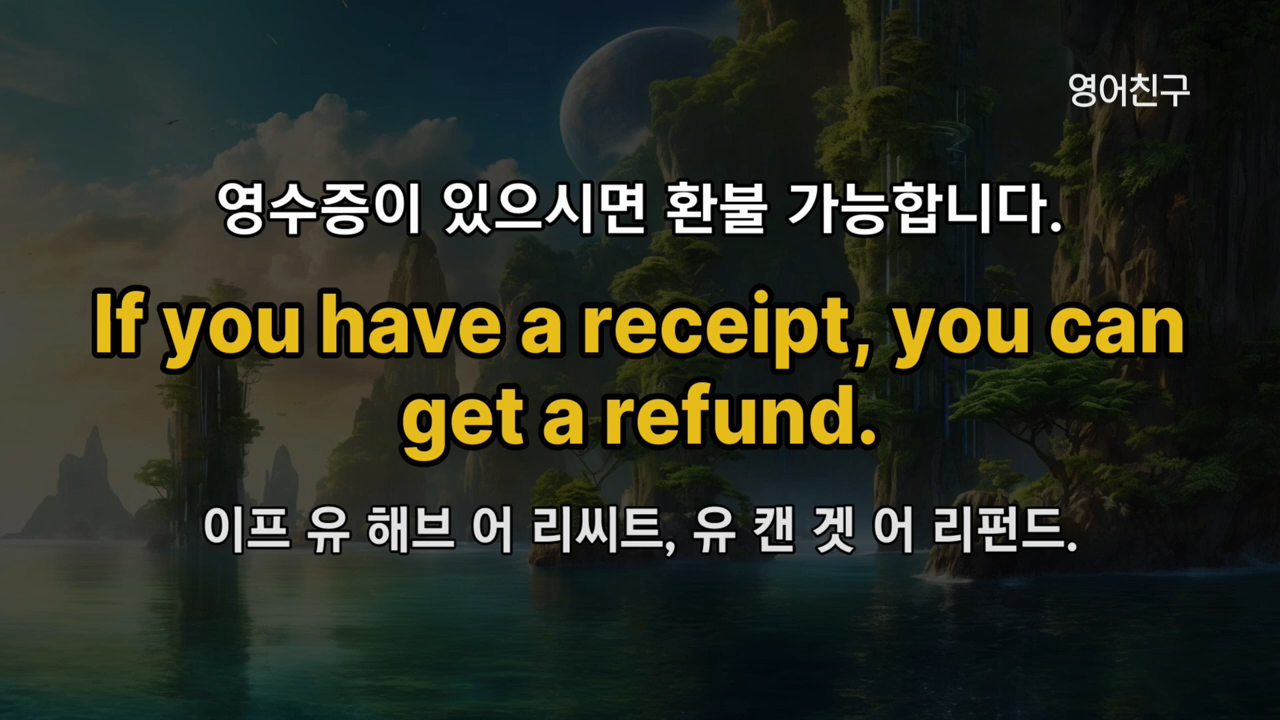 영어친구
영수증이 있으시면 환불 가능합니다.
If you have a receipt, you can
get a refund.
이프 유 해브 어 리씨트, 유 캔 겟 어 리펀드.